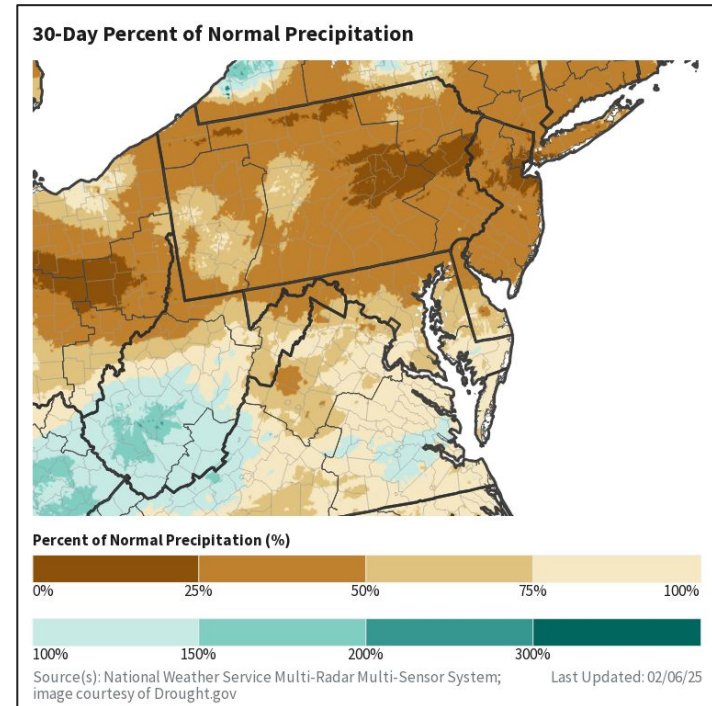 30-Day Percent of Normal Precipitation
Percent of Normal Precipitation (%)
0% 25% 50% 75% 100%
100% 150% 200% 300%
Source(s): National Weather Service Multi-Radar Multi-Sensor System; Last Updated: 02/06/25
image courtesy of Drought.gov